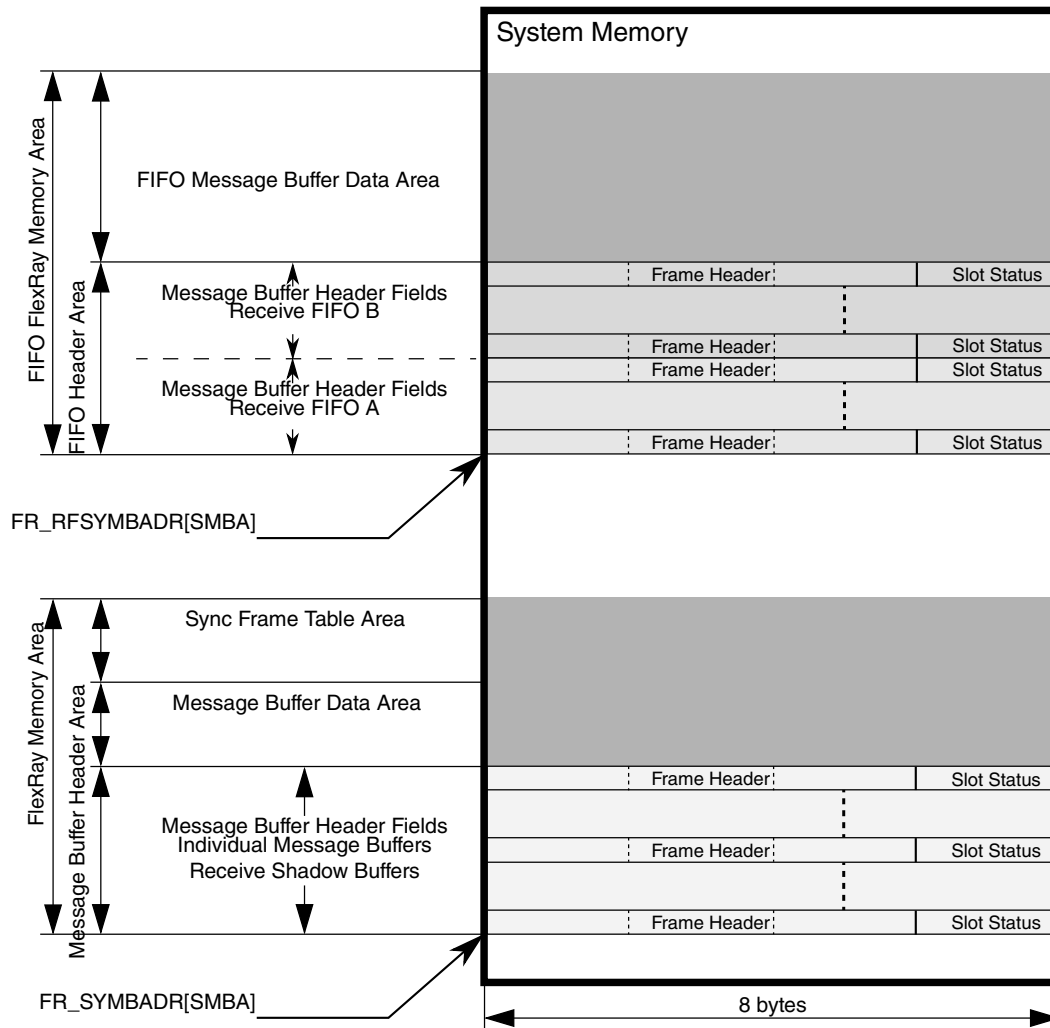 System Memory
FIFO FlexRay Memory Area
FIFO Message Buffer Data Area
FIFO Header Area
Message Buffer Header Fields
Receive FIFO B
Message Buffer Header Fields
Receive FIFO A
Frame Header
Slot Status
Frame Header
Slot Status
Frame Header
Slot Status
Frame Header
Slot Status
FR_RFSYMBADR[SMBA]
FlexRay Memory Area
Sync Frame Table Area
Message Buffer Data Area
Message Buffer Header Area
Message Buffer Header Fields
Individual Message Buffers
Receive Shadow Buffers
Frame Header
Slot Status
Frame Header
Slot Status
Frame Header
Slot Status
FR_SYMBADR[SMBA]
8 bytes